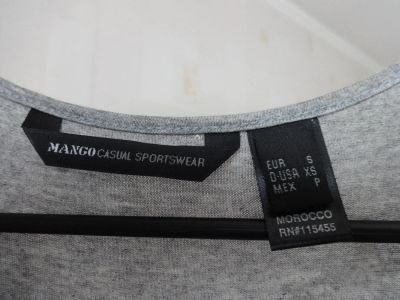 MANGO CASUAL SPORTSWEAR
EUR S
D-USA XS
MEX P
MOROCCO
RN#115455